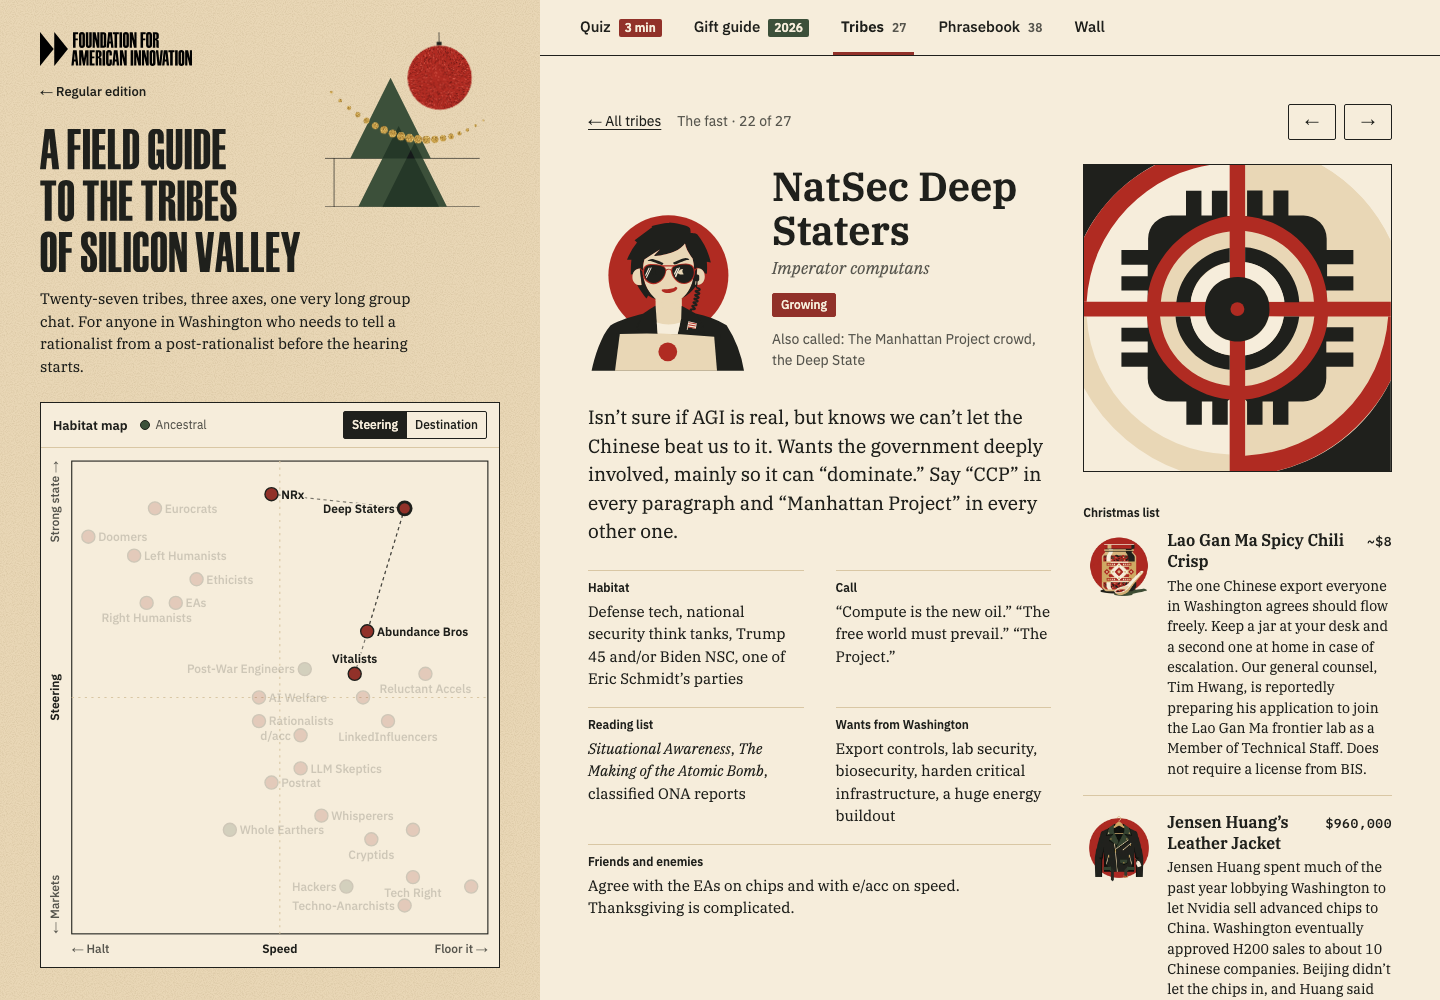 FOUNDATION FOR
AMERICAN INNOVATION
← Regular edition
A FIELD GUIDE
TO THE TRIBES
OF SILICON VALLEY
Twenty-seven tribes, three axes, one very long group
chat. For anyone in Washington who needs to tell a
rationalist from a post-rationalist before the hearing
starts.
Habitat map
Ancestral
Steering
Destination
Strong state →
Steering
← Markets
NRx
Deep Staters
Eurocrats
Doomers
Left Humanists
Ethicists
EAs
Right Humanists
Abundance Bros
Vitalists
Post-War Engineers
Reluctant Accels
AI Welfare
Rationalists
d/acc
LinkedInfluencers
LLM Skeptics
Postrat
Whisperers
Whole Earthers
Cryptids
Hackers
Tech Right
Techno-Anarchists
← Halt
Speed
Floor it →
Quiz 3 min
Gift guide 2026
Tribes 27
Phrasebook 38
Wall
← All tribes
The fast · 22 of 27
←
→
NatSec Deep
Staters
Imperator computans
Growing
Also called: The Manhattan Project crowd,
the Deep State
Isn’t sure if AGI is real, but knows we can’t let the
Chinese beat us to it. Wants the government deeply
involved, mainly so it can “dominate.” Say “CCP” in
every paragraph and “Manhattan Project” in every
other one.
Habitat
Defense tech, national
security think tanks, Trump
45 and/or Biden NSC, one of
Eric Schmidt’s parties
Call
“Compute is the new oil.” “The
free world must prevail.” “The
Project.”
Reading list
Situational Awareness, The
Making of the Atomic Bomb,
classified ONA reports
Wants from Washington
Export controls, lab security,
biosecurity, harden critical
infrastructure, a huge energy
buildout
Friends and enemies
Agree with the EAs on chips and with e/acc on speed.
Thanksgiving is complicated.
Christmas list
Lao Gan Ma Spicy Chili
Crisp
~$8
The one Chinese export everyone
in Washington agrees should flow
freely. Keep a jar at your desk and
a second one at home in case of
escalation. Our general counsel,
Tim Hwang, is reportedly
preparing his application to join
the Lao Gan Ma frontier lab as a
Member of Technical Staff. Does
not require a license from BIS.
Jensen Huang’s
Leather Jacket
$960,000
Jensen Huang spent much of the
past year lobbying Washington to
let Nvidia sell advanced chips to
China. Washington eventually
approved H200 sales to about 10
Chinese companies. Beijing didn’t
let the chips in, and Huang said